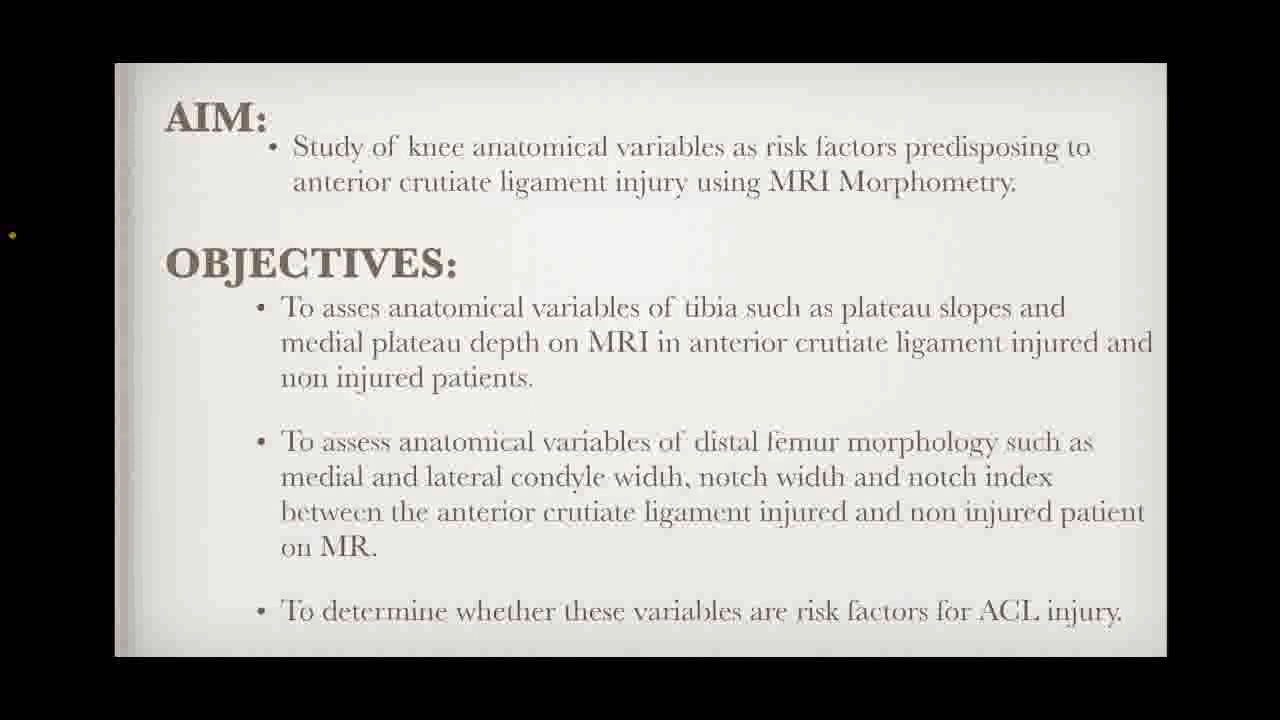 AIM:
• Study of knee anatomical variables as risk factors predisposing to
anterior crutiate ligament injury using MRI Morphometry.
OBJECTIVES:
• To asses anatomical variables of tibia such as plateau slopes and
medial plateau depth on MRI in anterior crutiate ligament injured and
non injured patients.
• To assess anatomical variables of distal femur morphology such as
medial and lateral condyle width, notch width and notch index
between the anterior crutiate ligament injured and non injured patient
on MR.
• To determine whether these variables are risk factors for ACL injury.